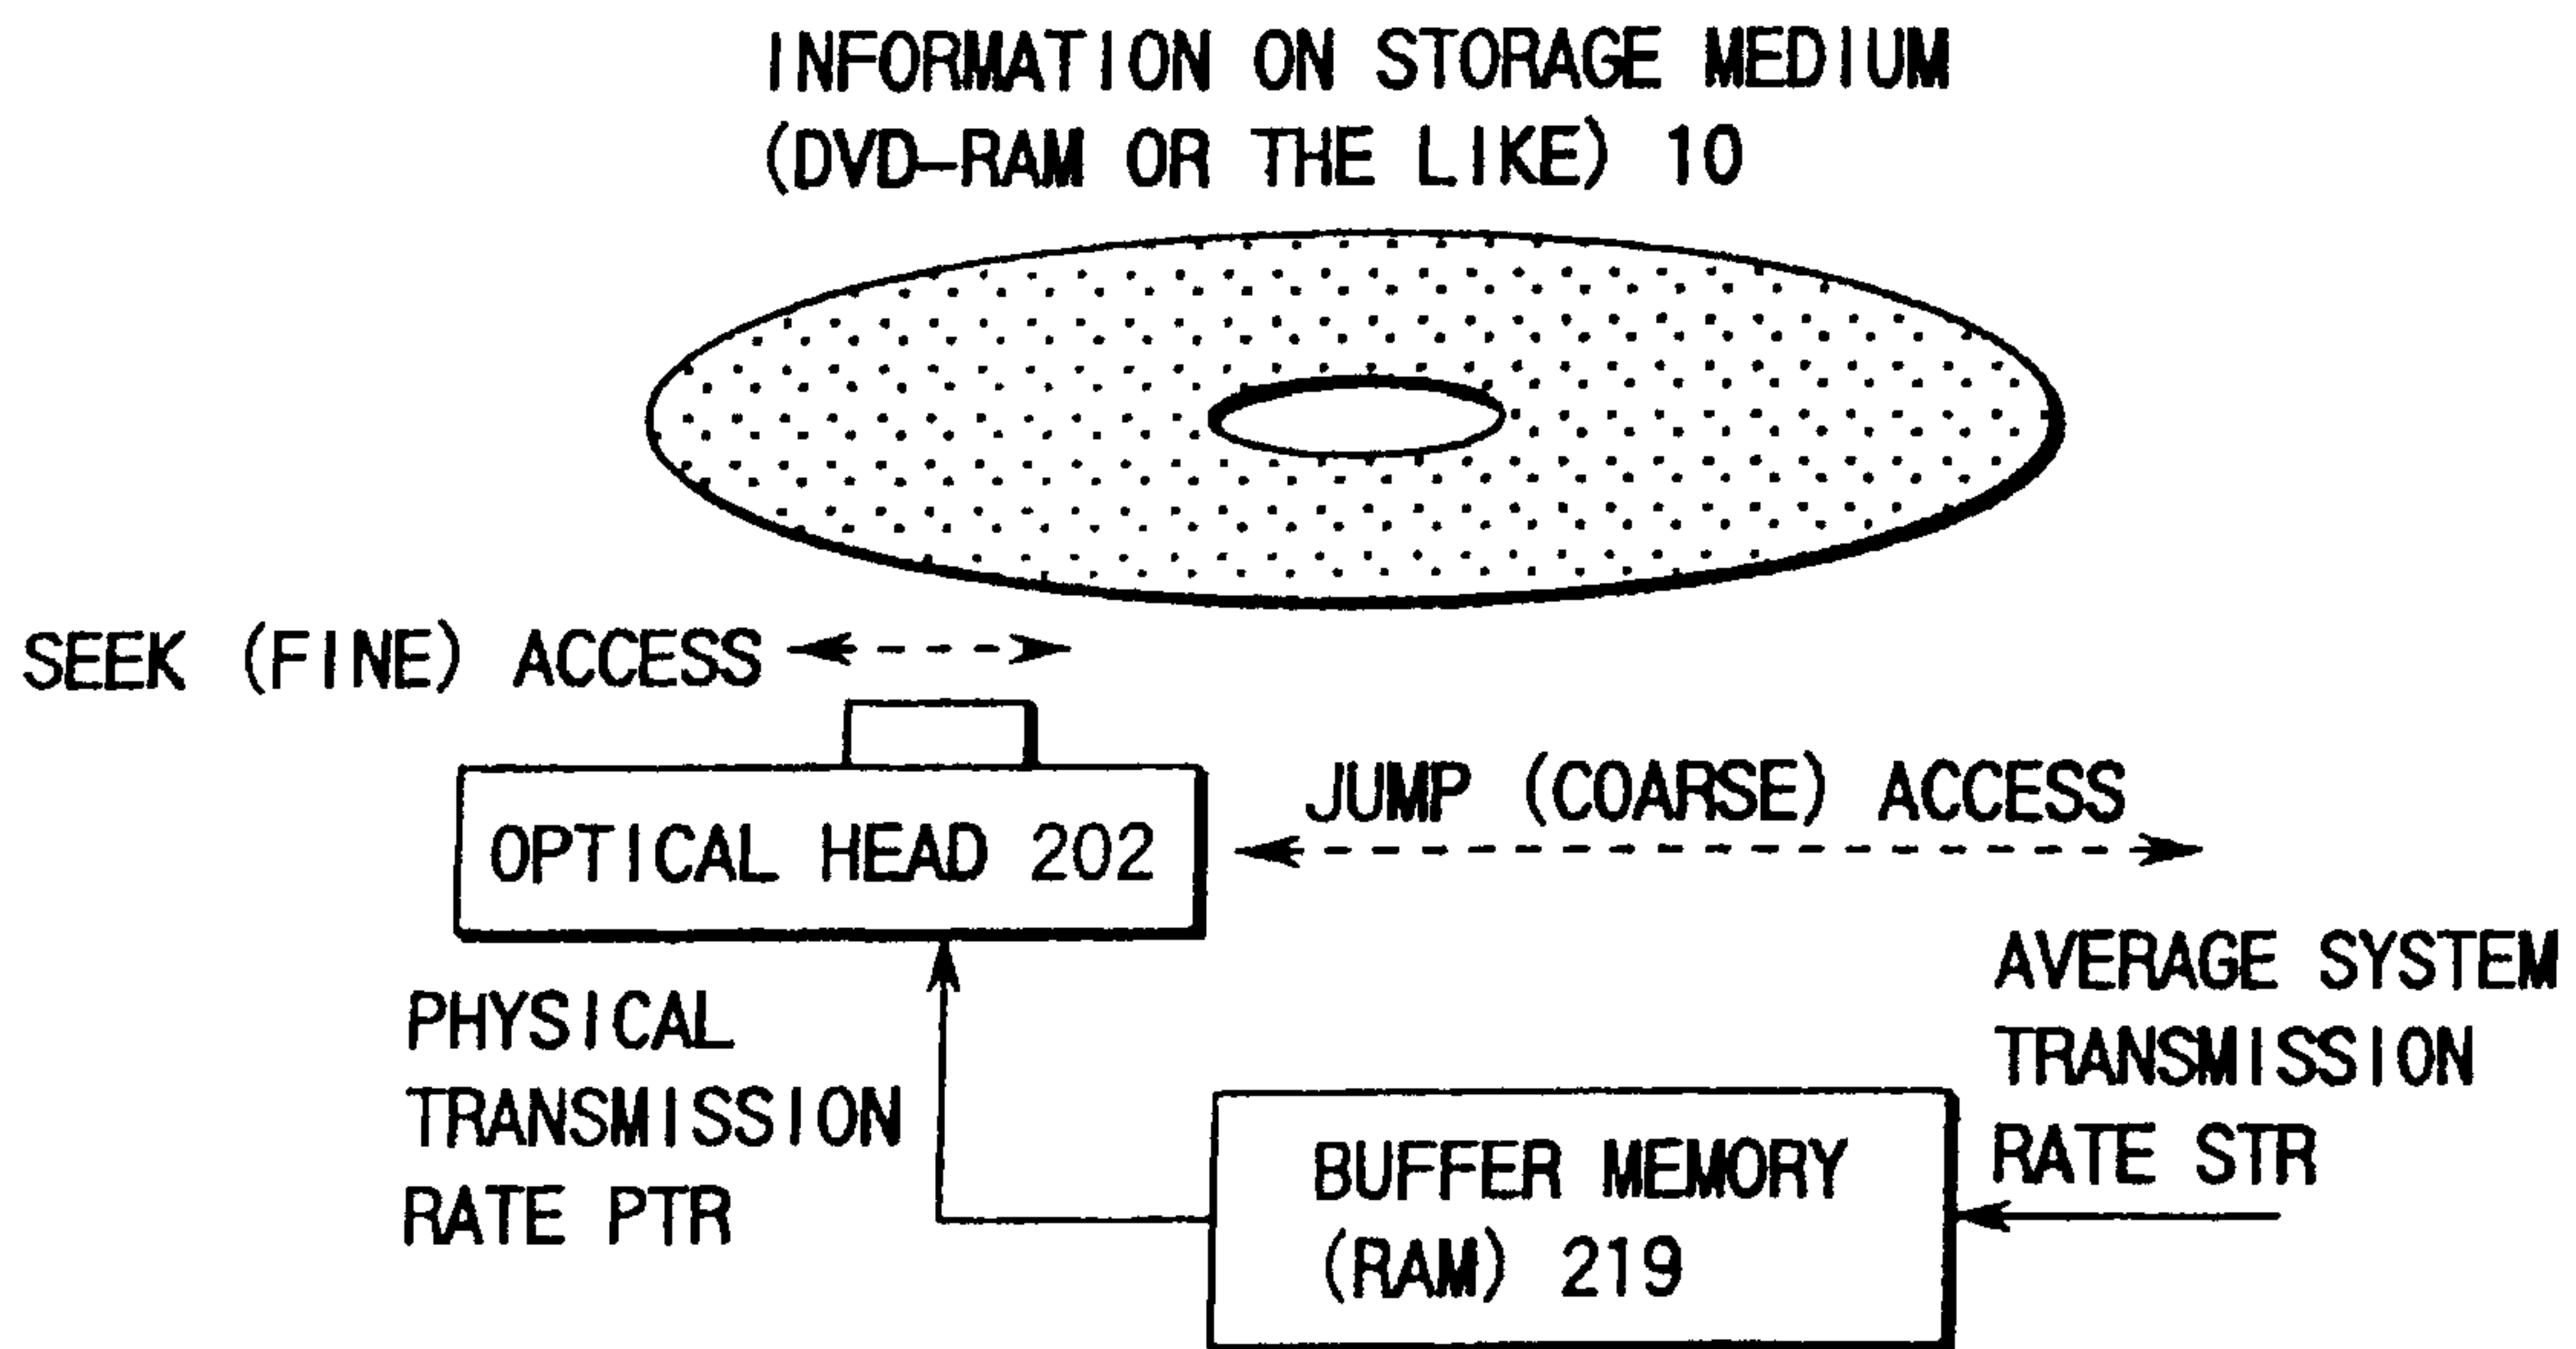 INFORMATION ON STORAGE MEDIUM
(DVD-RAM OR THE LIKE) 10
SEEK (FINE) ACCESS
JUMP (COARSE) ACCESS
OPTICAL HEAD 202
PHYSICAL
TRANSMISSION
RATE PTR
AVERAGE SYSTEM
TRANSMISSION
RATE STR
BUFFER MEMORY
(RAM) 219